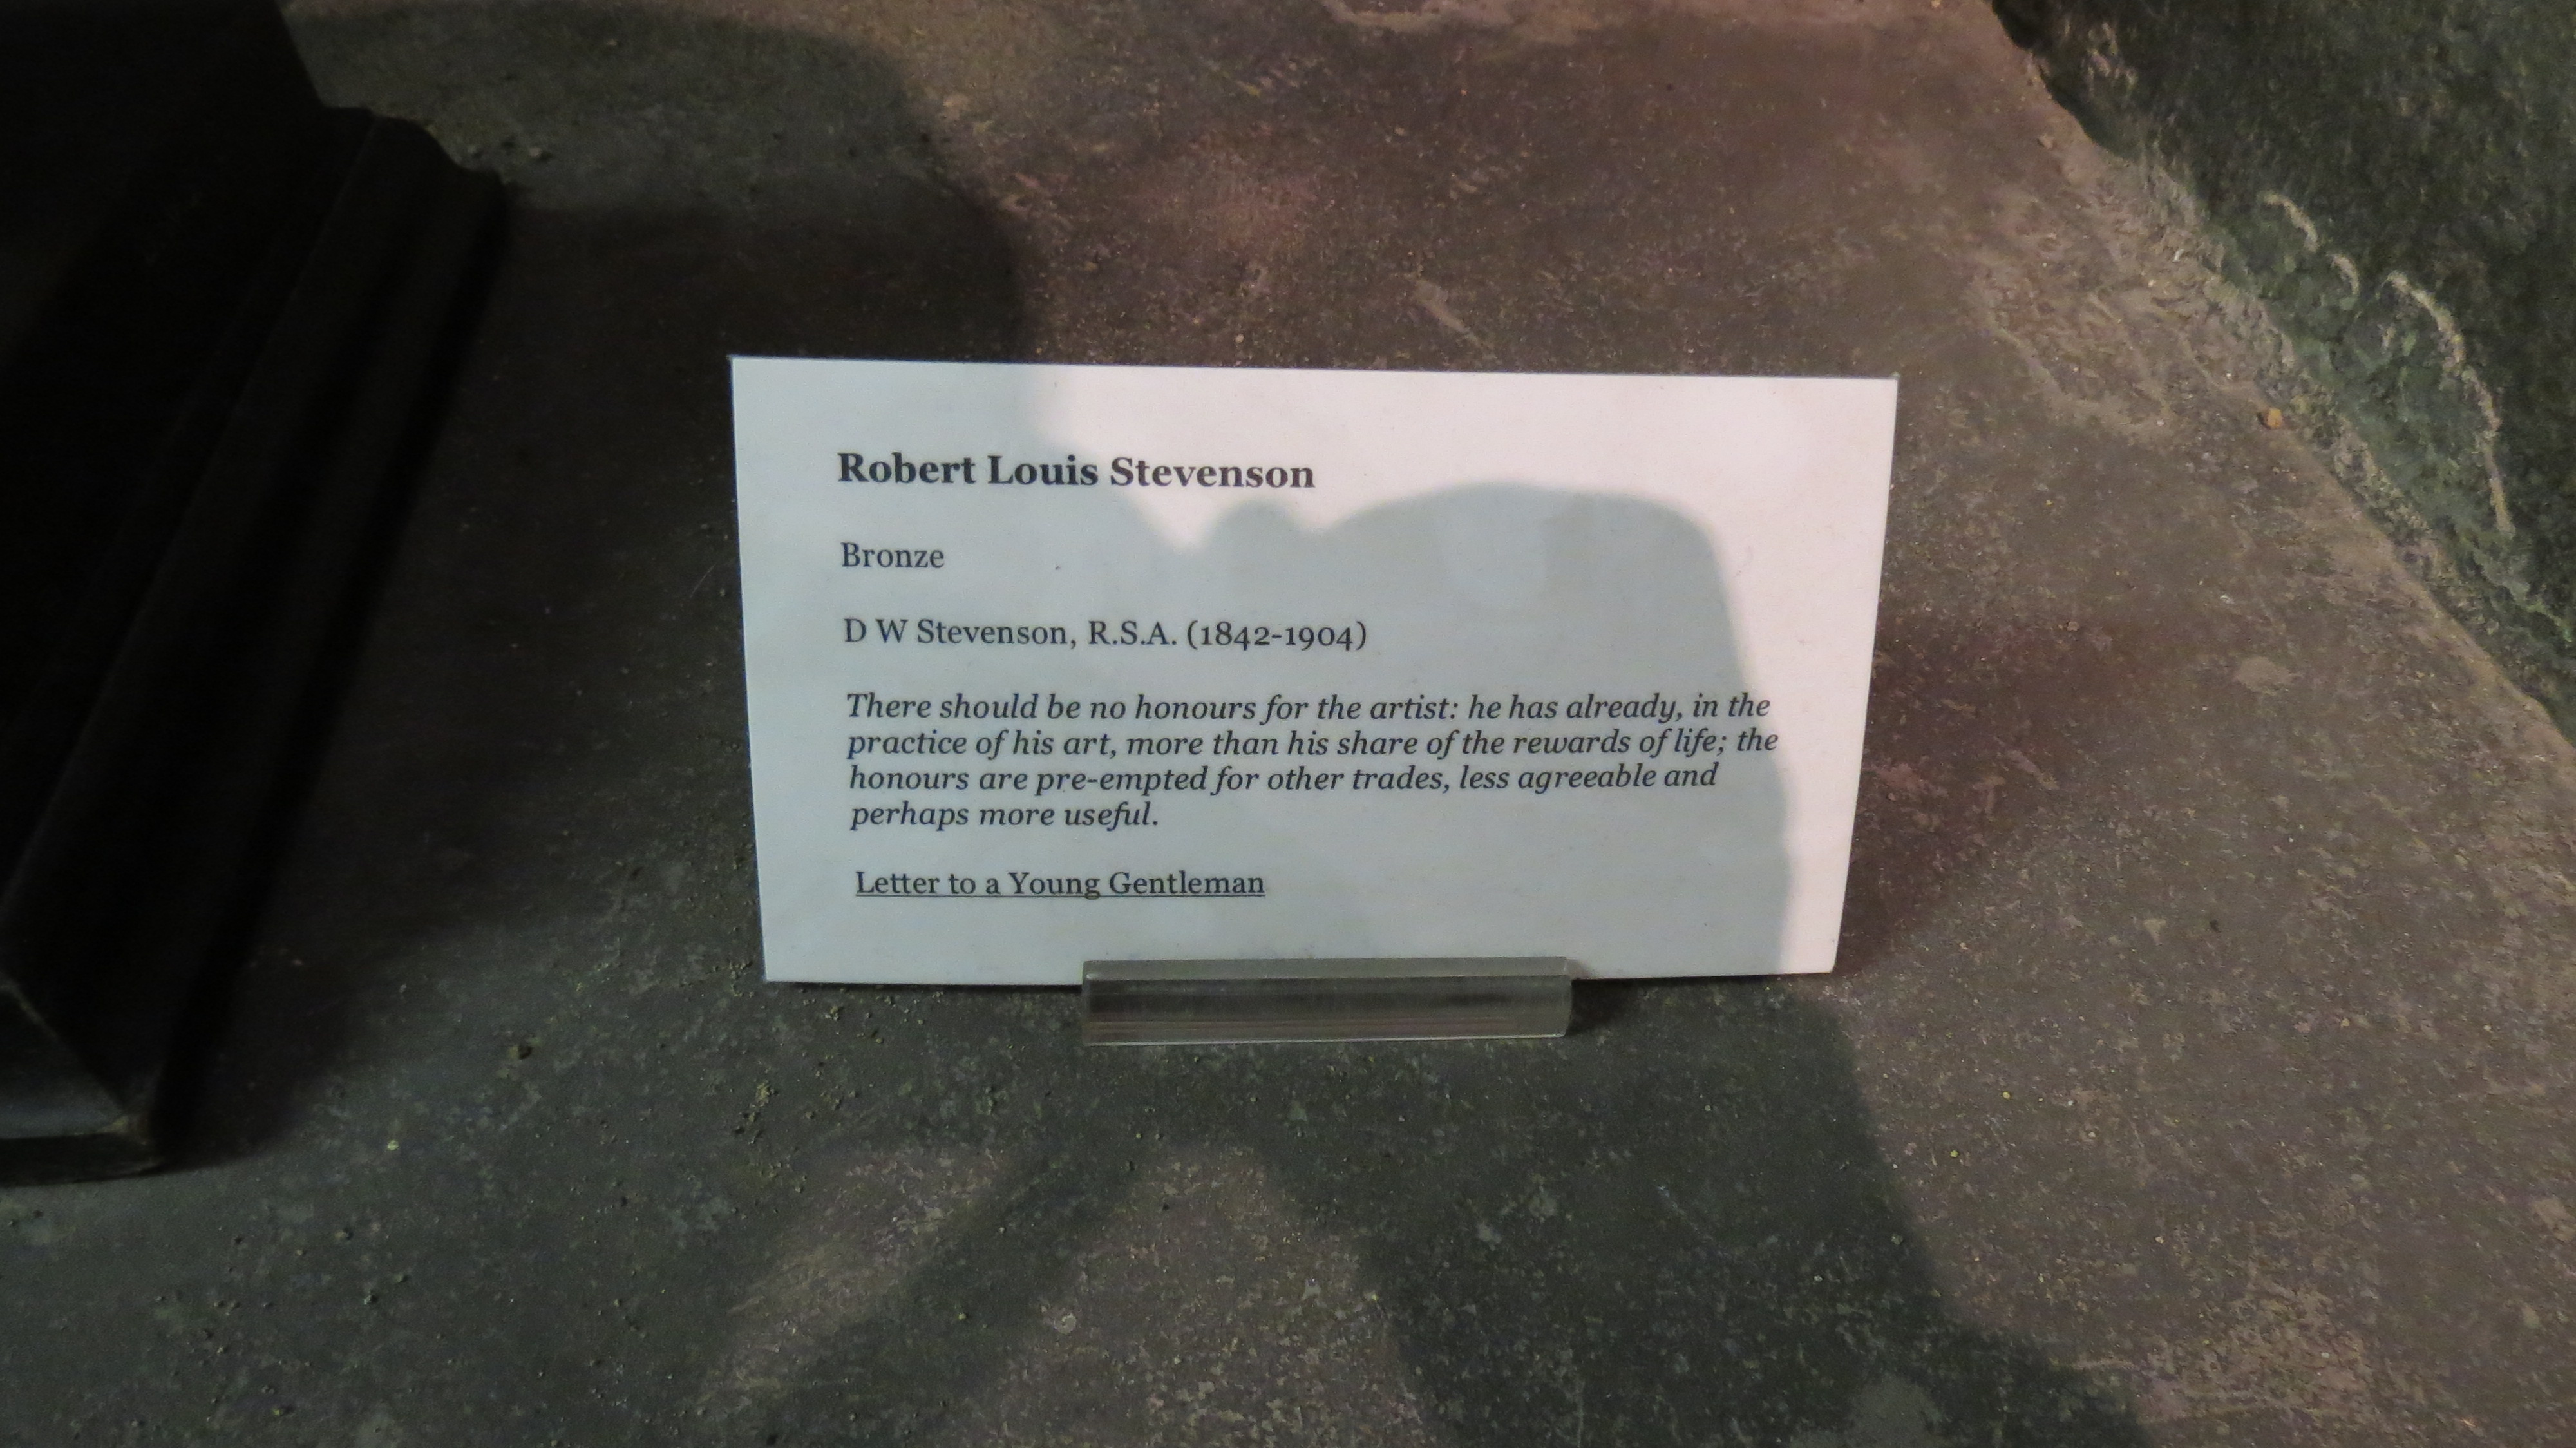 Robert Louis Stevenson
Bronze
D W Stevenson, R.S.A. (1842-1904)
There should be no honours for the artist: he has already, in the
practice of his art, more than his share of the rewards of life; the
honours are pre-empted for other trades, less agreeable and
perhaps more useful.
Letter to a Young Gentleman